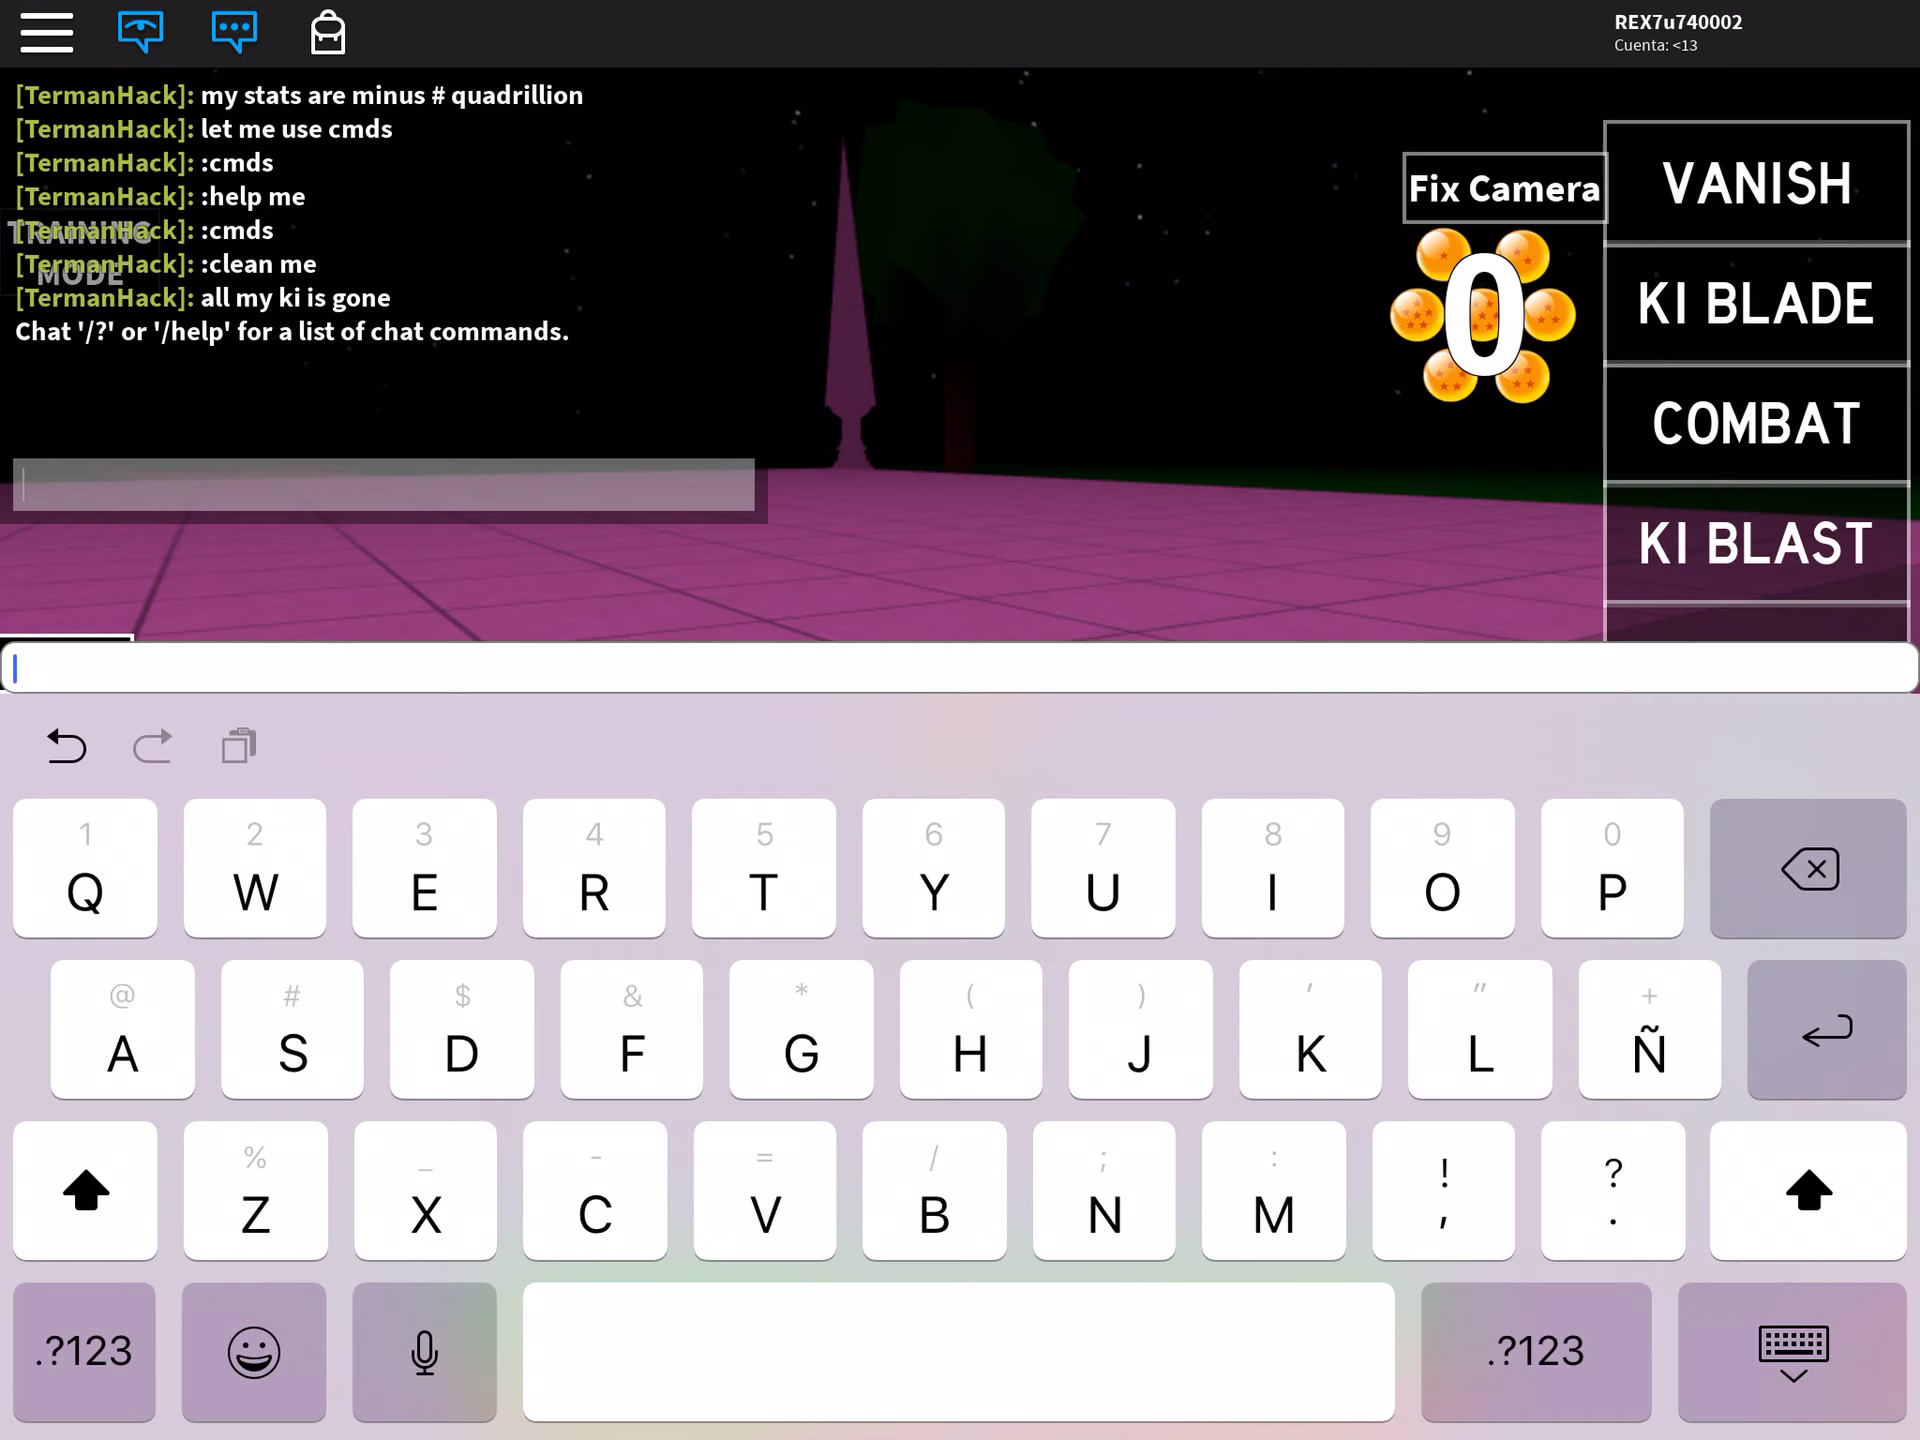 REX7u740002
Cuenta: <13
[TermanHack]: my stats are minus # quadrillion
[TermanHack]: let me use cmds
[TermanHack]: :cmds
[TermanHack]: :help me
[TermanHack]: :cmds
[TermanHack]: :clean me
[TermanHack]: all my ki is gone
Chat '/?' or '/help' for a list of chat commands.
TRAINING
MODE
Fix Camera
0
VANISH
KI BLADE
COMBAT
KI BLAST
1 2 3 4 5 6 7 8 9 0
Q W E R T Y U I O P
@ # $ & * ( ) ' " +
A S D F G H J K L Ñ
% _ - = / ; : ! ?
Z X C V B N M , .
.?123 .?123